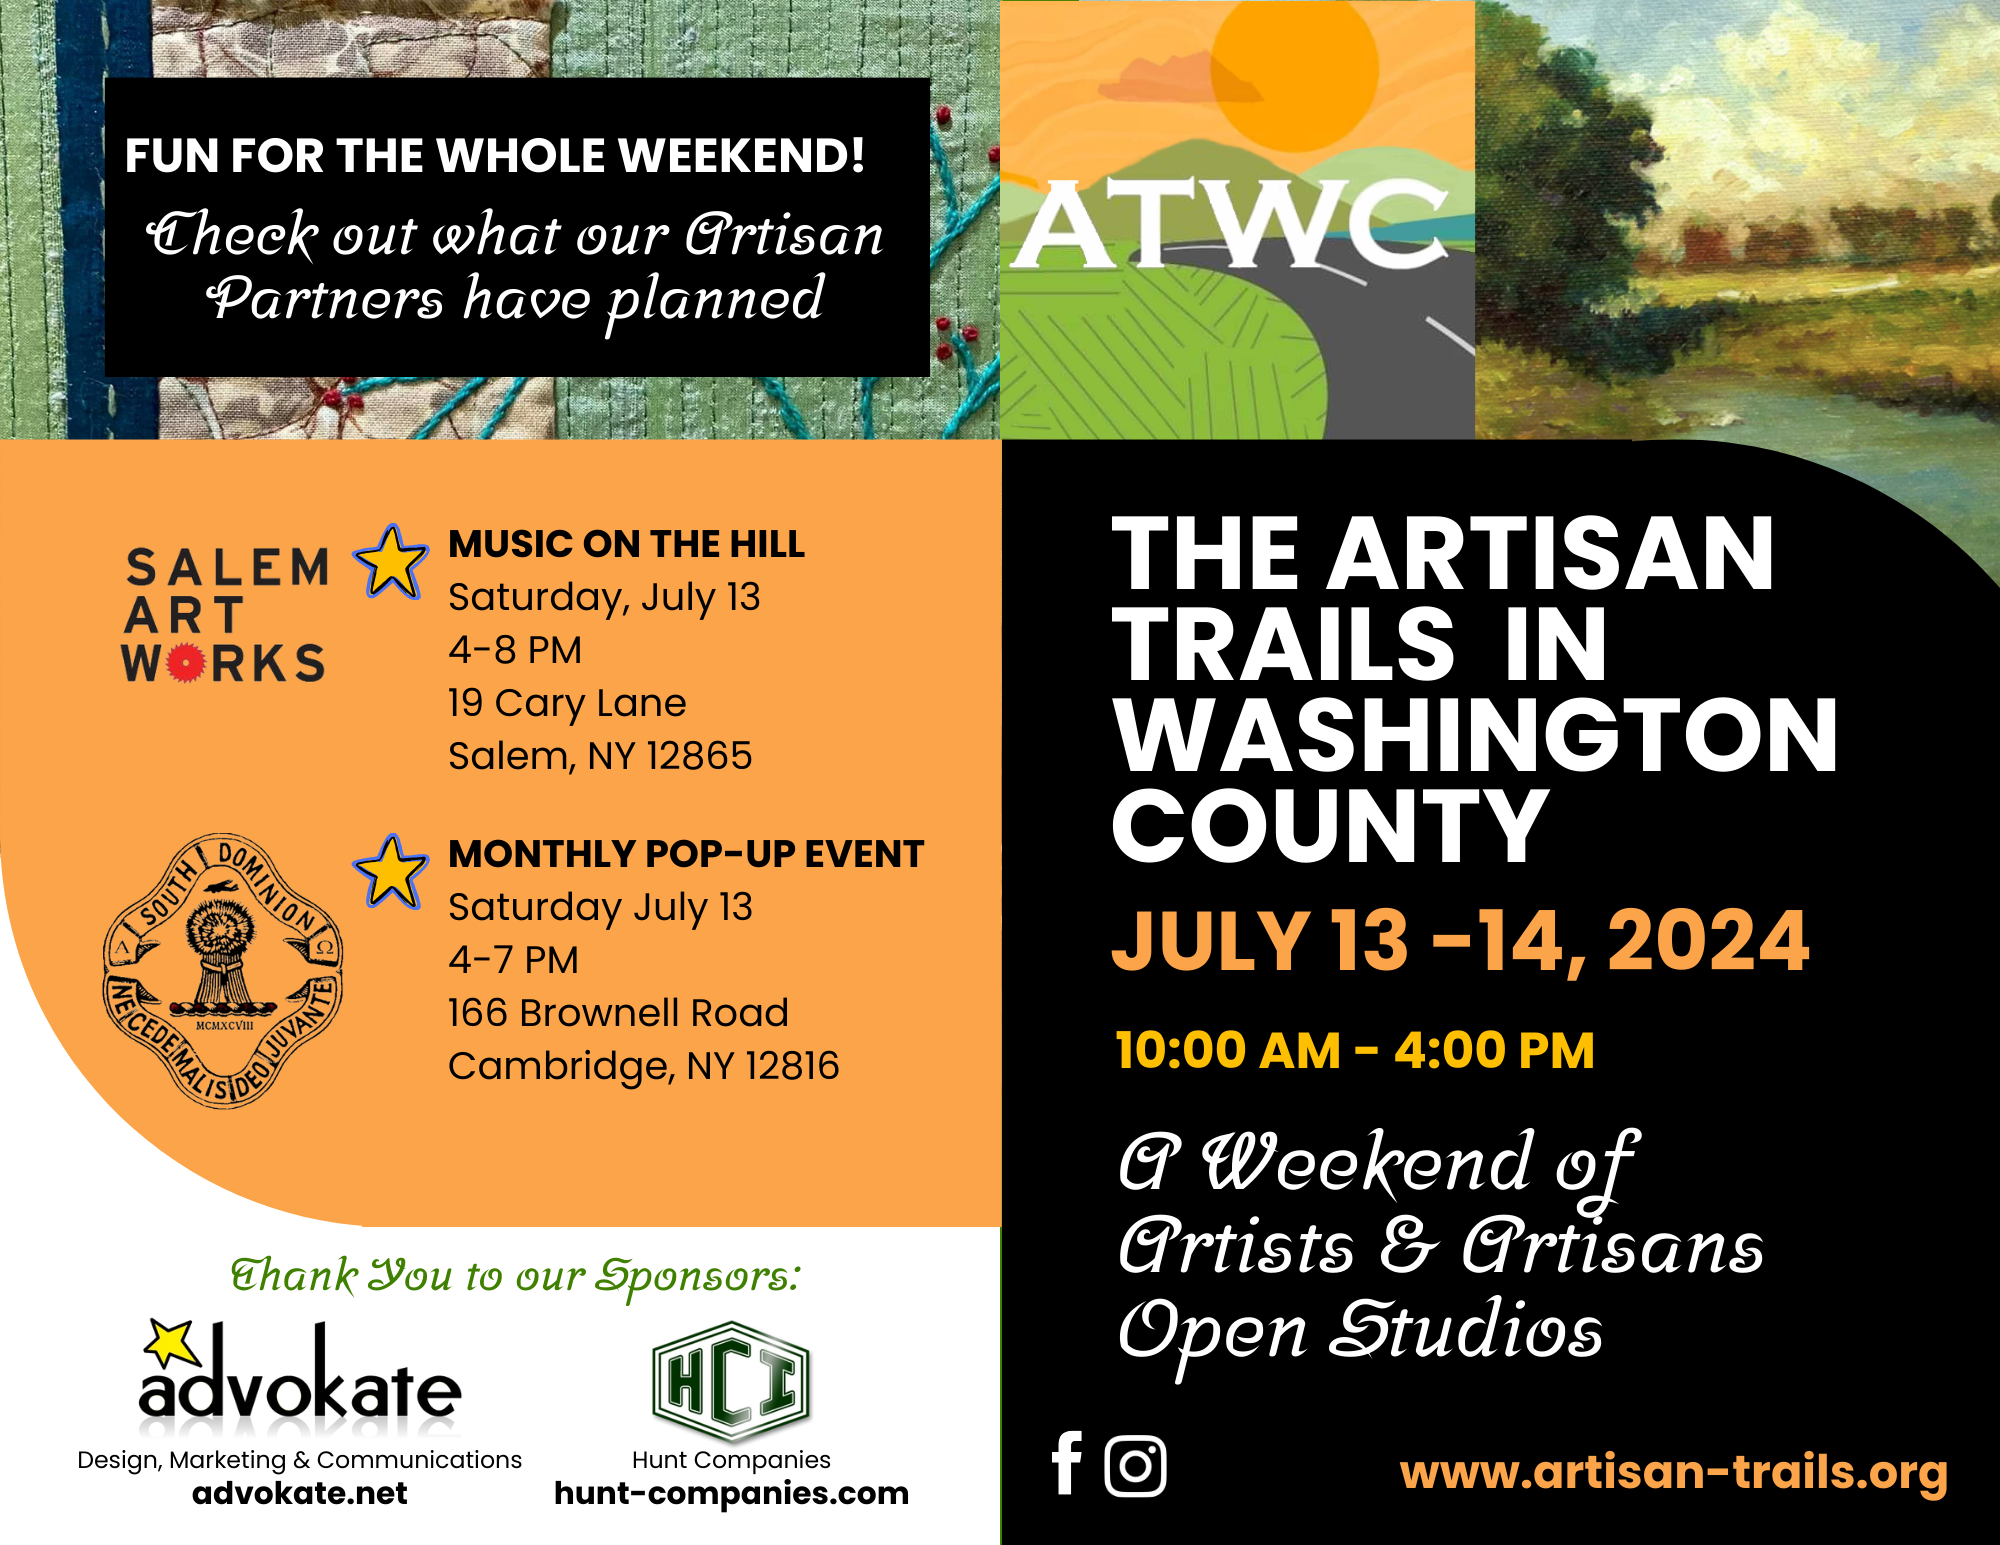 FUN FOR THE WHOLE WEEKEND!
Check out what our Artisan
Partners have planned
SALEM
ART
WORKS
MUSIC ON THE HILL
Saturday, July 13
4-8 PM
19 Cary Lane
Salem, NY 12865
SOUTH DOMINION
Α Ω
MCMXCVIII
NE CEDE MALIS DEO JUVANTE
MONTHLY POP-UP EVENT
Saturday July 13
4-7 PM
166 Brownell Road
Cambridge, NY 12816
Thank You to our Sponsors:
advokate
Design, Marketing & Communications
advokate.net
HCI
Hunt Companies
hunt-companies.com
ATWC
THE ARTISAN
TRAILS IN
WASHINGTON
COUNTY
JULY 13 -14, 2024
10:00 AM - 4:00 PM
A Weekend of
Artists & Artisans
Open Studios
f
www.artisan-trails.org